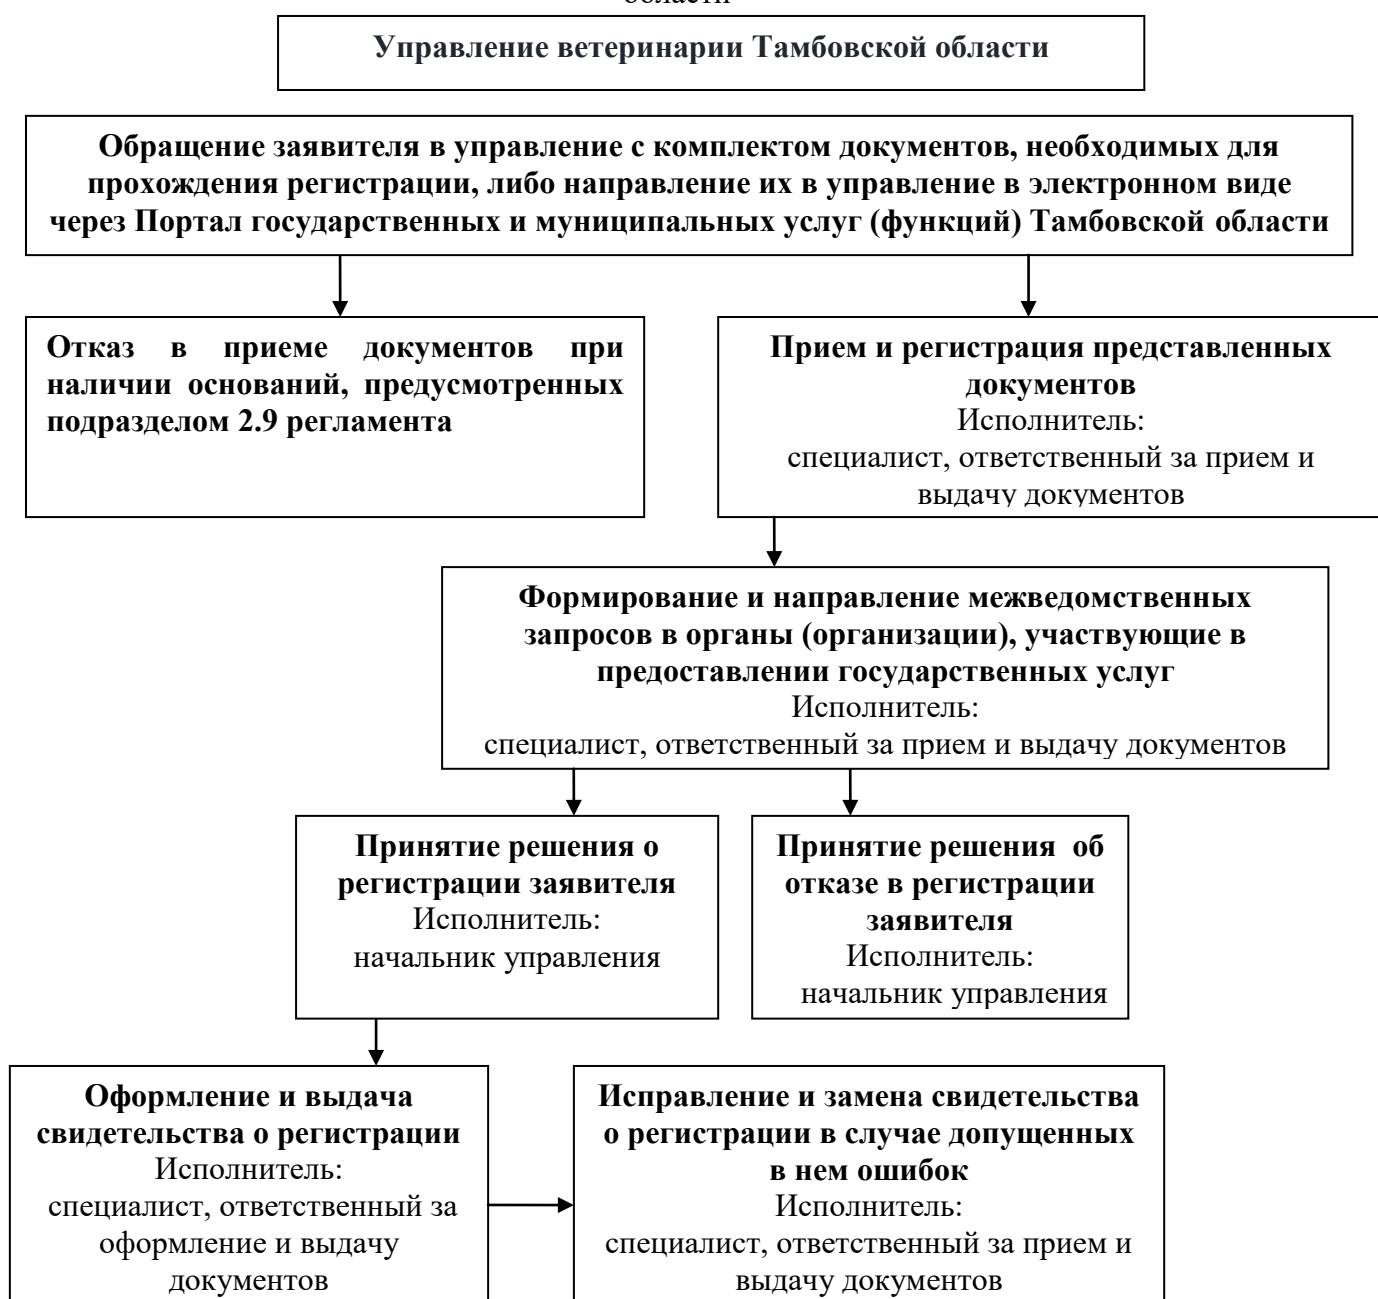 области
Управление ветеринарии Тамбовской области
Обращение заявителя в управление с комплектом документов, необходимых для
прохождения регистрации, либо направление их в управление в электронном виде
через Портал государственных и муниципальных услуг (функций) Тамбовской области
Отказ в приеме документов при
наличии оснований, предусмотренных
подразделом 2.9 регламента
Прием и регистрация представленных
документов
Исполнитель:
специалист, ответственный за прием и
выдачу документов
Формирование и направление межведомственных
запросов в органы (организации), участвующие в
предоставлении государственных услуг
Исполнитель:
специалист, ответственный за прием и выдачу документов
Принятие решения о
регистрации заявителя
Исполнитель:
начальник управления
Принятие решения об
отказе в регистрации
заявителя
Исполнитель:
начальник управления
Оформление и выдача
свидетельства о регистрации
Исполнитель:
специалист, ответственный за
оформление и выдачу
документов
Исправление и замена свидетельства
о регистрации в случае допущенных
в нем ошибок
Исполнитель:
специалист, ответственный за прием и
выдачу документов